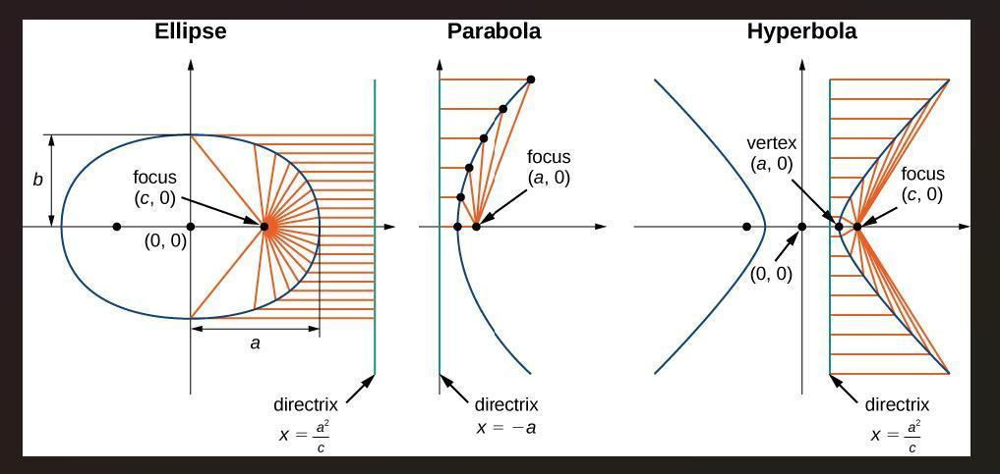 Ellipse
b
focus
(c, 0)
(0, 0)
a
directrix
x = a²/c
Parabola
focus
(a, 0)
directrix
x = −a
Hyperbola
vertex
(a, 0)
focus
(c, 0)
(0, 0)
directrix
x = a²/c